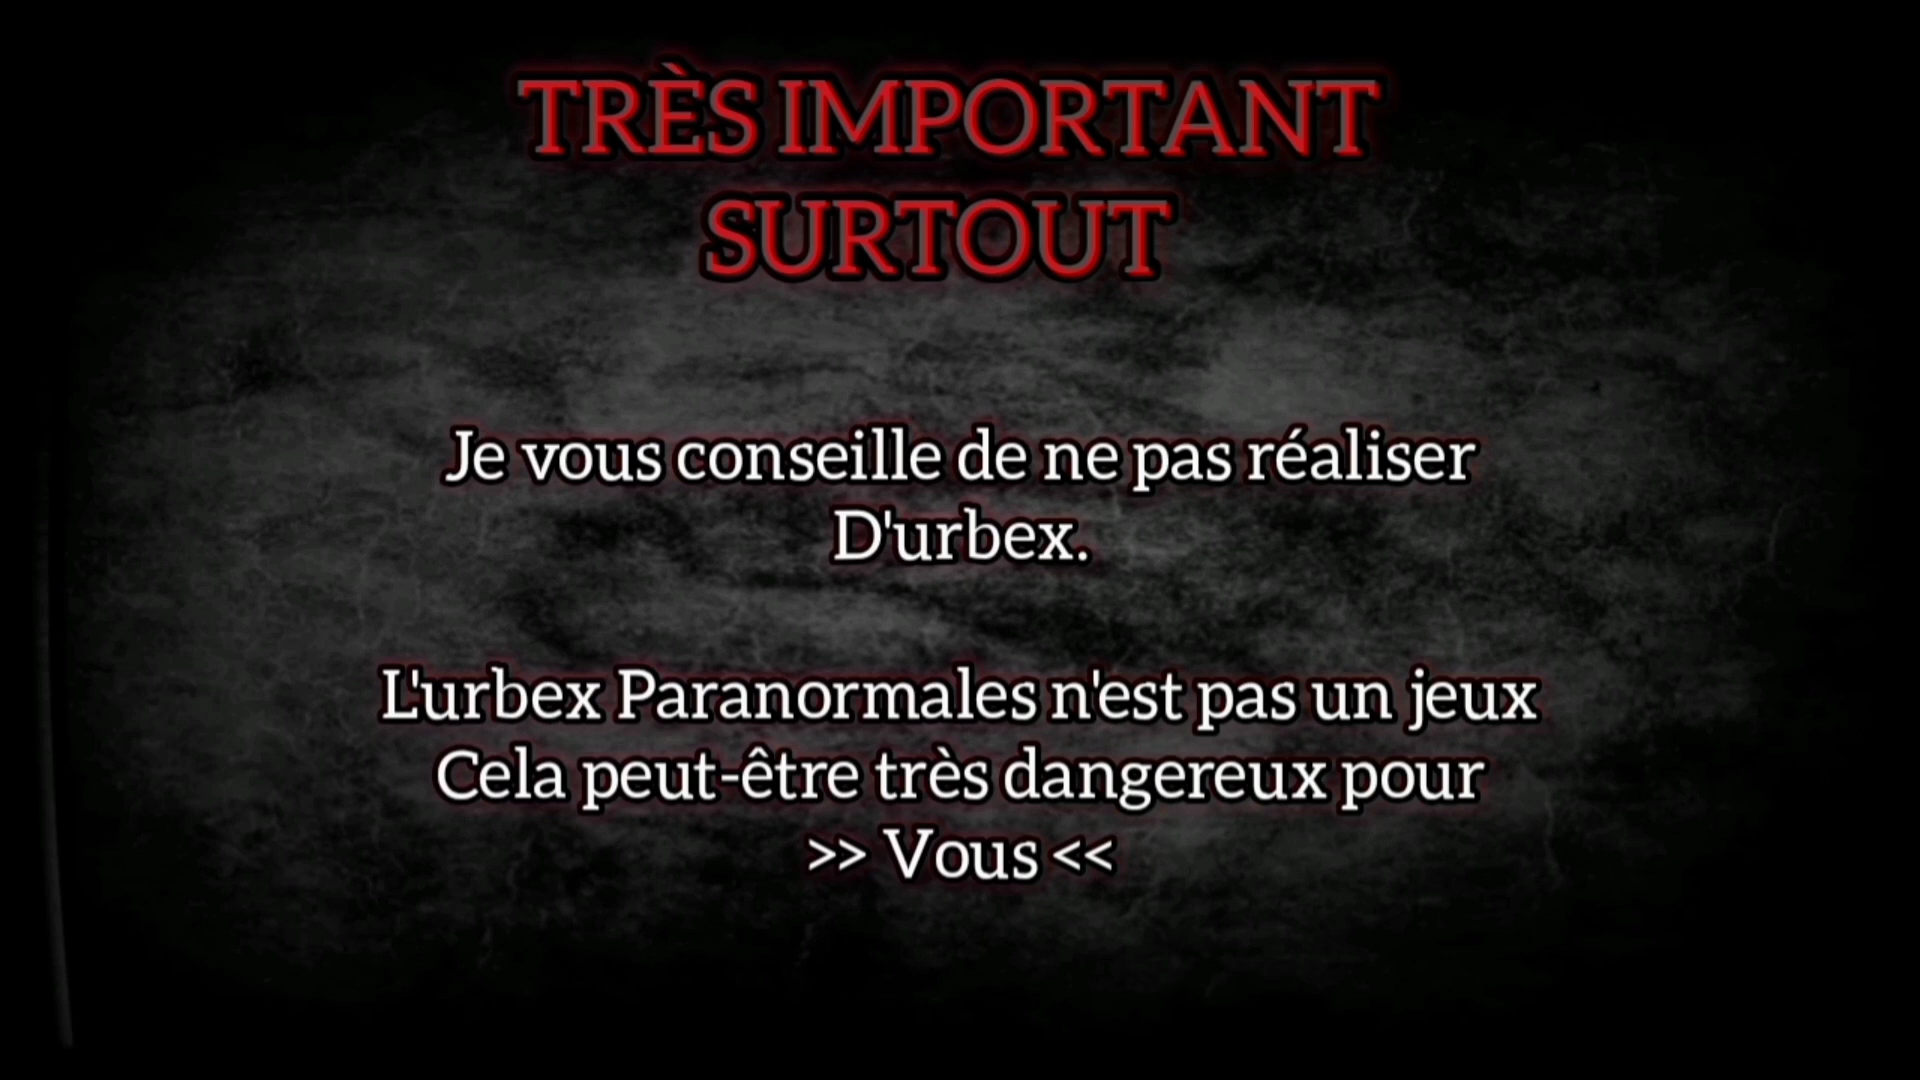 TRÈS IMPORTANT
SURTOUT
Je vous conseille de ne pas réaliser
D'urbex.
L'urbex Paranormales n'est pas un jeux
Cela peut-être très dangereux pour
>> Vous <<